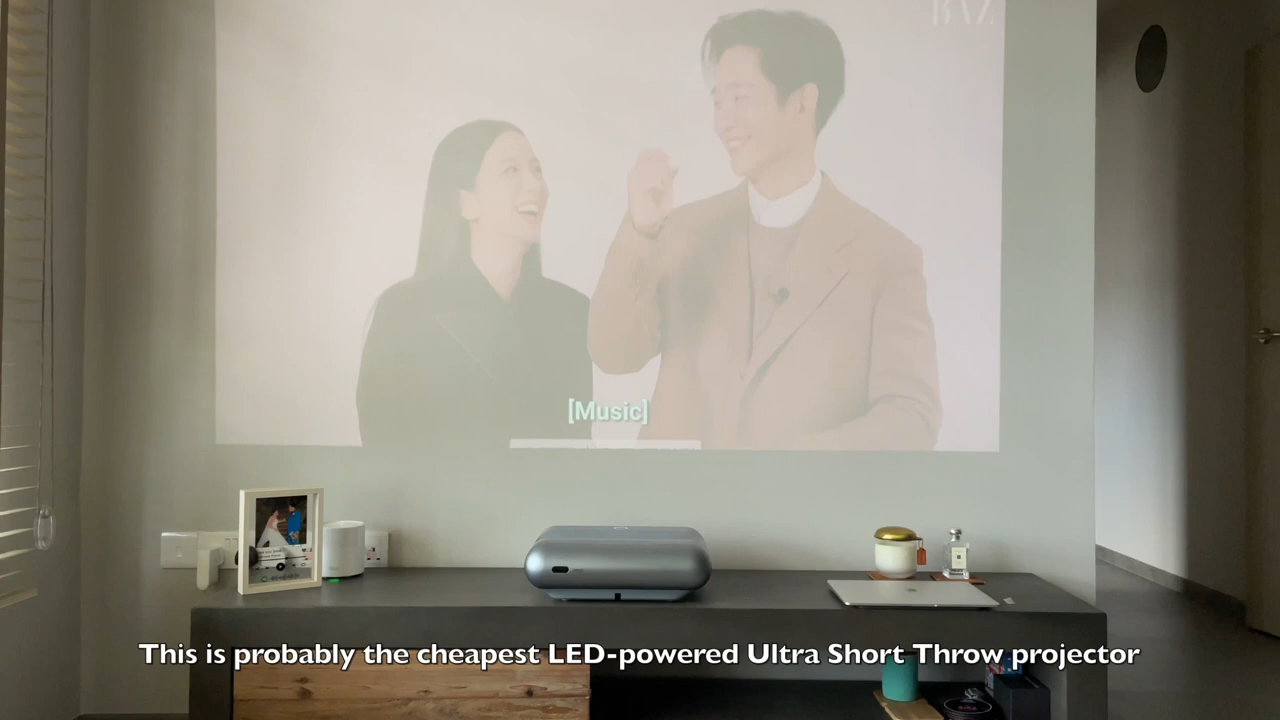 [Music]
This is probably the cheapest LED-powered Ultra Short Throw projector